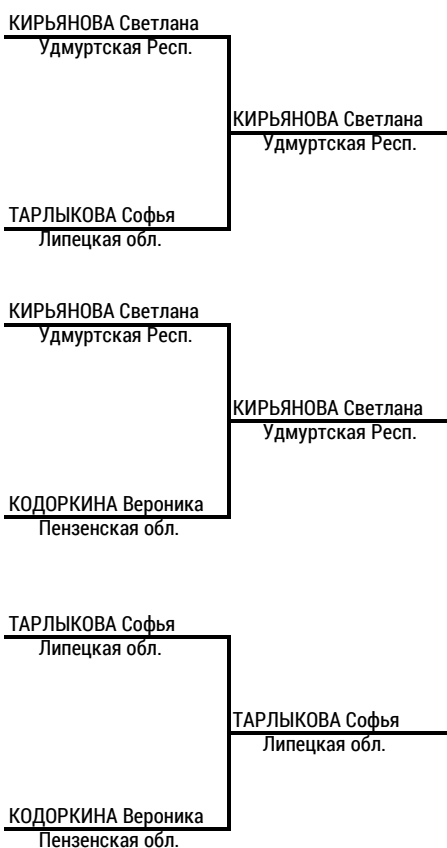 КИРЬЯНОВА Светлана
Удмуртская Респ.
КИРЬЯНОВА Светлана
Удмуртская Респ.
ТАРЛЫКОВА Софья
Липецкая обл.
КИРЬЯНОВА Светлана
Удмуртская Респ.
КИРЬЯНОВА Светлана
Удмуртская Респ.
КОДОРКИНА Вероника
Пензенская обл.
ТАРЛЫКОВА Софья
Липецкая обл.
ТАРЛЫКОВА Софья
Липецкая обл.
КОДОРКИНА Вероника
Пензенская обл.